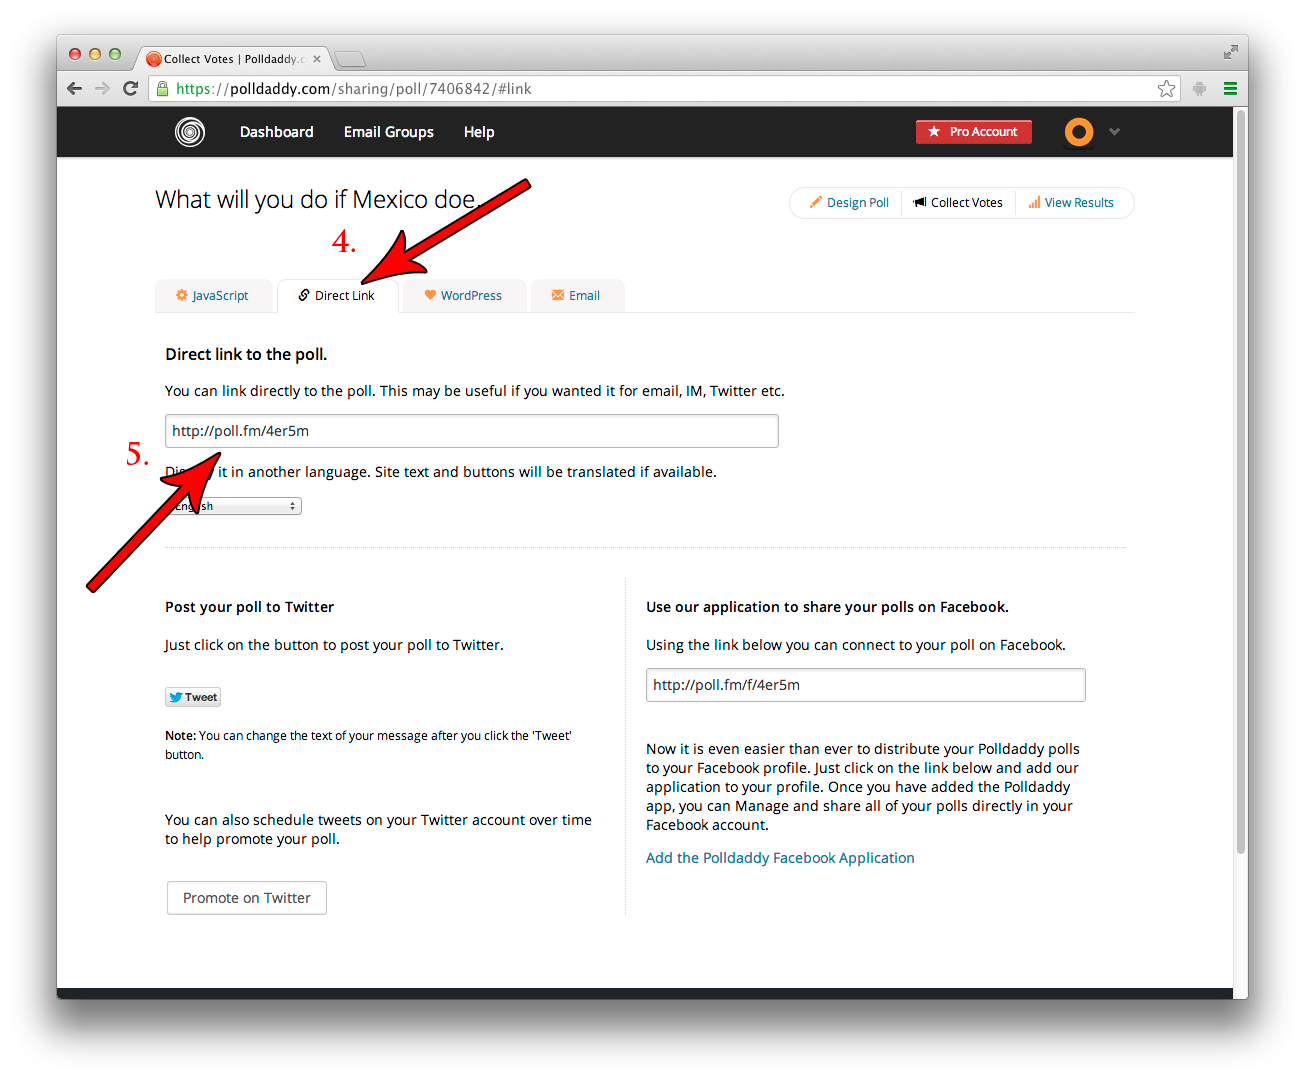 Collect Votes | Polldaddy.c
https://polldaddy.com/sharing/poll/7406842/#link
Dashboard Email Groups Help Pro Account
What will you do if Mexico doe.
Design Poll Collect Votes View Results
4.
JavaScript Direct Link WordPress Email
Direct link to the poll.
You can link directly to the poll. This may be useful if you wanted it for email, IM, Twitter etc.
http://poll.fm/4er5m
5.
it in another language. Site text and buttons will be translated if available.
English
Post your poll to Twitter
Just click on the button to post your poll to Twitter.
Tweet
Note: You can change the text of your message after you click the 'Tweet'
button.
You can also schedule tweets on your Twitter account over time
to help promote your poll.
Promote on Twitter
Use our application to share your polls on Facebook.
Using the link below you can connect to your poll on Facebook.
http://poll.fm/f/4er5m
Now it is even easier than ever to distribute your Polldaddy polls
to your Facebook profile. Just click on the link below and add our
application to your profile. Once you have added the Polldaddy
app, you can Manage and share all of your polls directly in your
Facebook account.
Add the Polldaddy Facebook Application